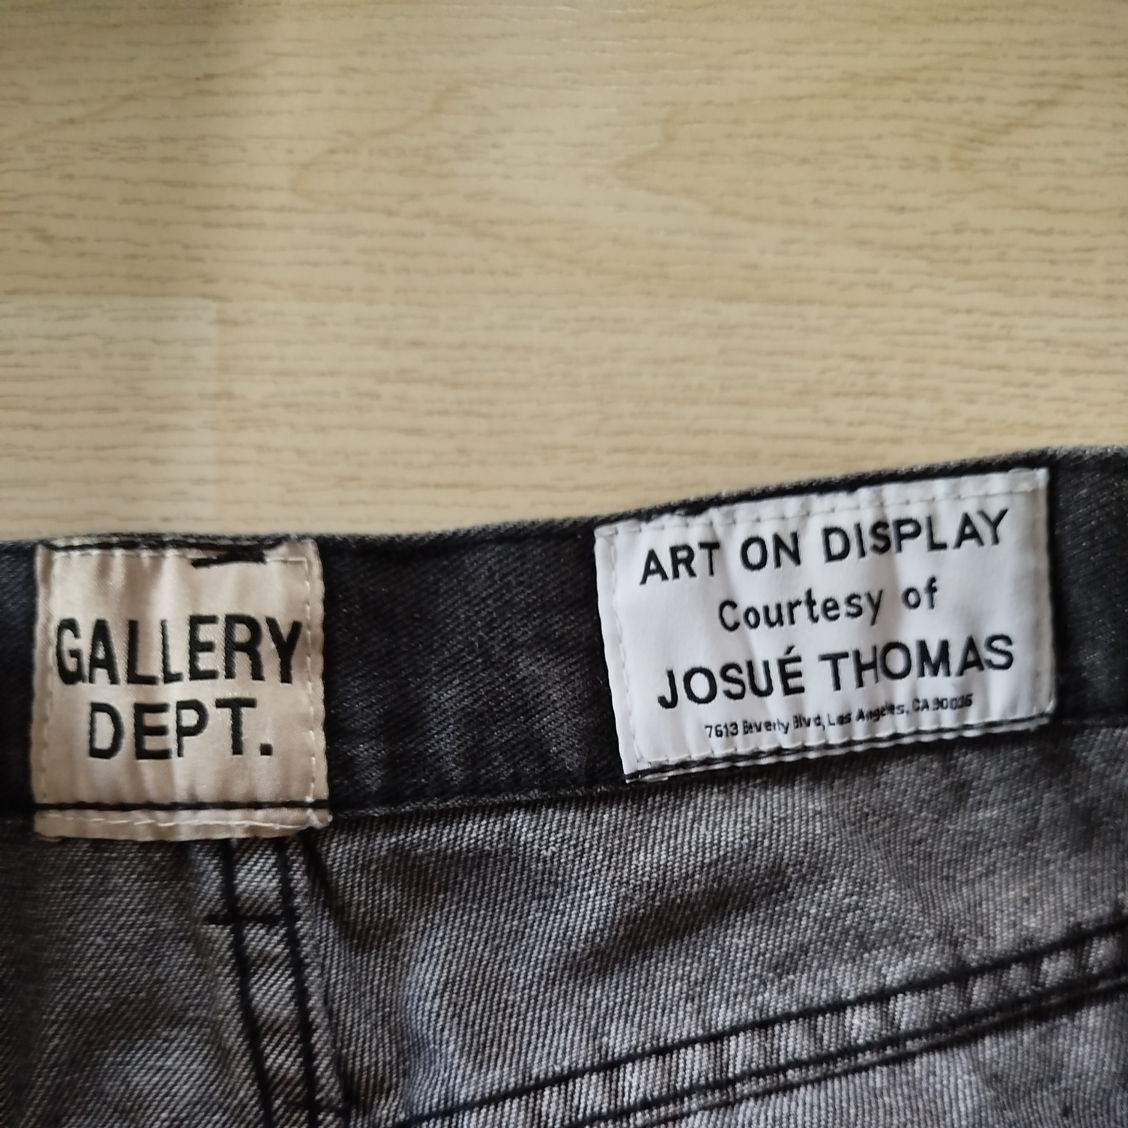 GALLERY
DEPT.
ART ON DISPLAY
Courtesy of
JOSUÉ THOMAS
7613 Beverly Blvd, Los Angeles, CA 90036